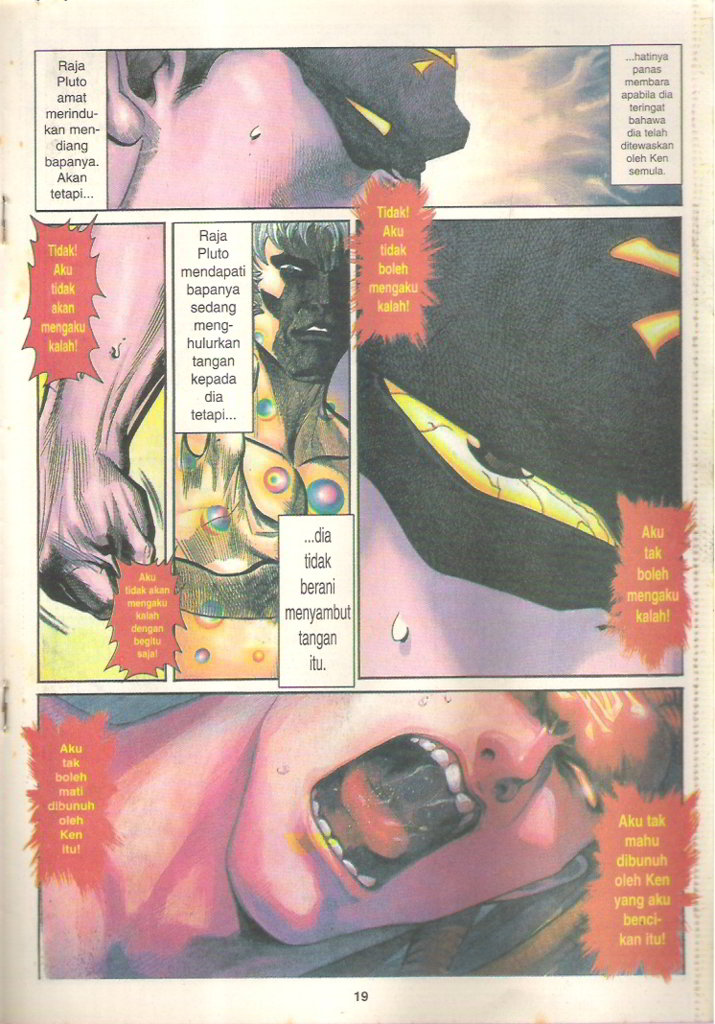 Raja
Pluto
amat
merindu-
kan men-
diang
bapanya.
Akan
tetapi...
...hatinya
panas
membara
apabila dia
teringat
bahawa
dia telah
ditewaskan
oleh Ken
semula.
Tidak!
Aku
tidak
akan
mengaku
kalah!
Aku
tidak akan
mengaku
kalah
dengan
begitu
saja!
Raja
Pluto
mendapati
bapanya
sedang
meng-
hulurkan
tangan
kepada
dia
tetapi...
...dia
tidak
berani
menyambut
tangan
itu.
Tidak!
Aku
tidak
boleh
mengaku
kalah!
Aku
tak
boleh
mengaku
kalah!
Aku
tak
boleh
mati
dibunuh
oleh
Ken
itu!
Aku tak
mahu
dibunuh
oleh Ken
yang aku
benci-
kan itu!
19